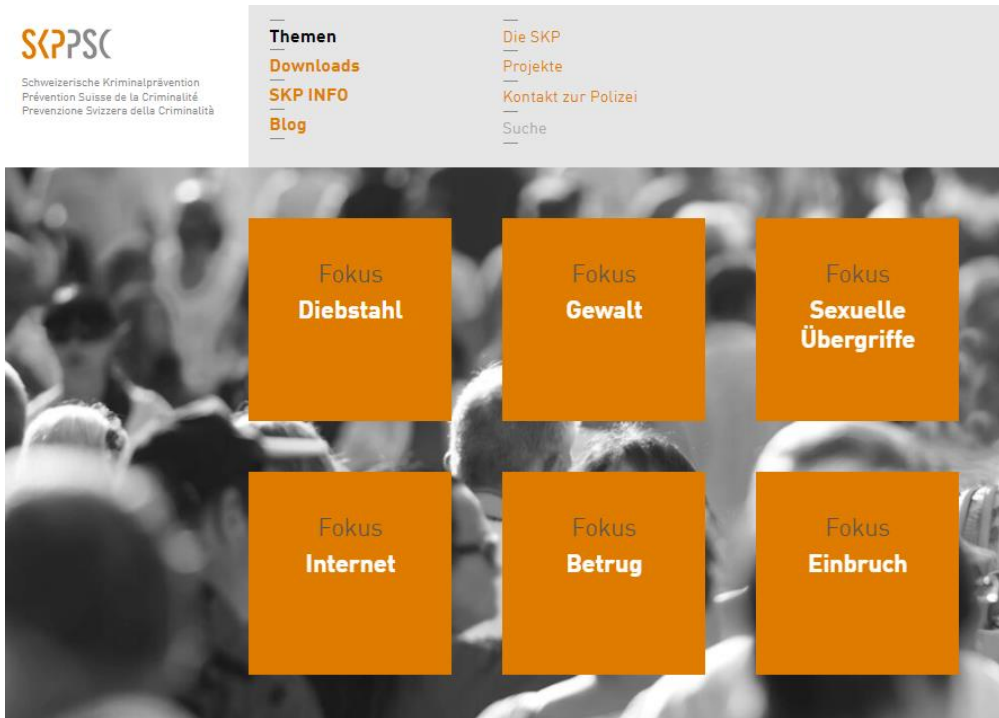 SKPPSC
Schweizerische Kriminalprävention
Prévention Suisse de la Criminalité
Prevenzione Svizzera della Criminalità
Themen
Downloads
SKP INFO
Blog
Die SKP
Projekte
Kontakt zur Polizei
Suche
Fokus
Diebstahl
Fokus
Gewalt
Fokus
Sexuelle
Übergriffe
Fokus
Internet
Fokus
Betrug
Fokus
Einbruch